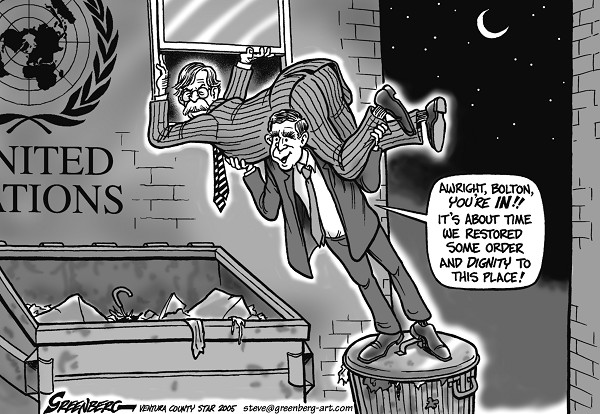 NITED
ATIONS
AWRIGHT, BOLTON,
YOU'RE IN!!
IT'S ABOUT TIME
WE RESTORED
SOME ORDER
AND DIGNITY TO
THIS PLACE!
GREENBERG- VENTURA COUNTY STAR 2005 steve@greenberg-art.com